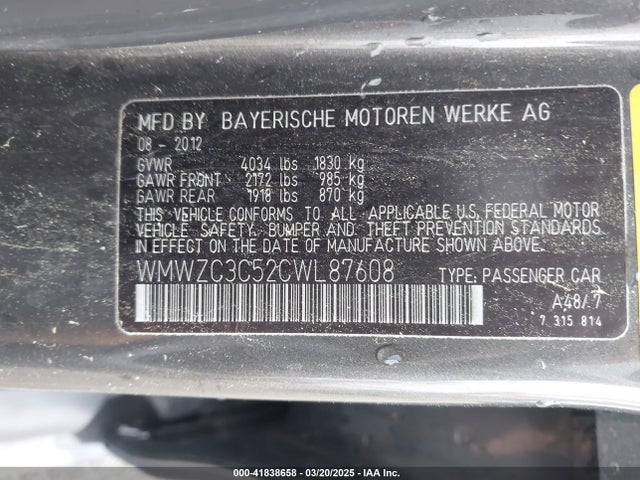 MFD BY BAYERISCHE MOTOREN WERKE AG
08 - 2012
GVWR 4034 lbs 1830 kg
GAWR FRONT 2172 lbs 985 kg
GAWR REAR 1918 lbs 870 kg
THIS VEHICLE CONFORMS TO ALL APPLICABLE U.S. FEDERAL MOTOR
VEHICLE SAFETY, BUMPER AND THEFT PREVENTION
STANDARDS IN EFFECT ON THE DATE OF MANUFACTURE SHOWN ABOVE.
WMWZC3C52CWL87608 TYPE: PASSENGER CAR
A48/ 7
7 315 814
000-41838658 - 03/20/2025 - IAA Inc.